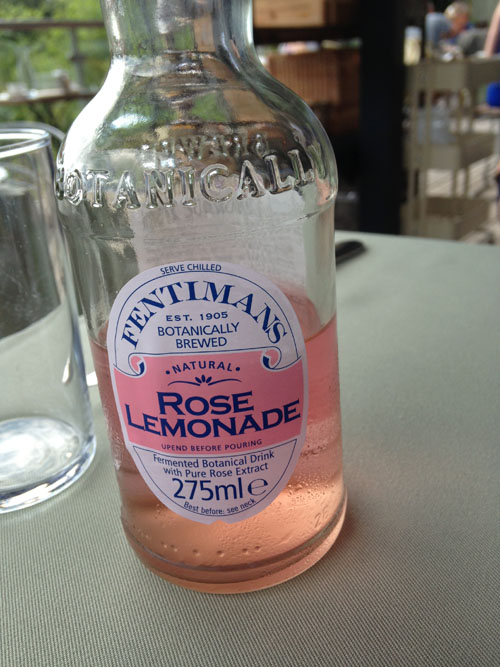 BOTANICALLY
SERVE CHILLED
FENTIMANS
EST. 1905
BOTANICALLY
BREWED
• NATURAL •
ROSE
LEMONADE
UPEND BEFORE POURING
Fermented Botanical Drink
with Pure Rose Extract
275ml e
Best before: see neck